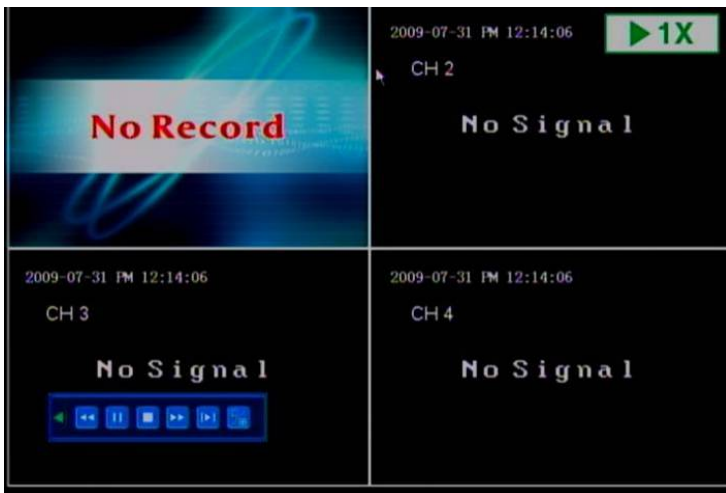 No Record
2009-07-31 PM 12:14:06
1X
CH 2
No Signal
2009-07-31 PM 12:14:06
CH 3
No Signal
2009-07-31 PM 12:14:06
CH 4
No Signal